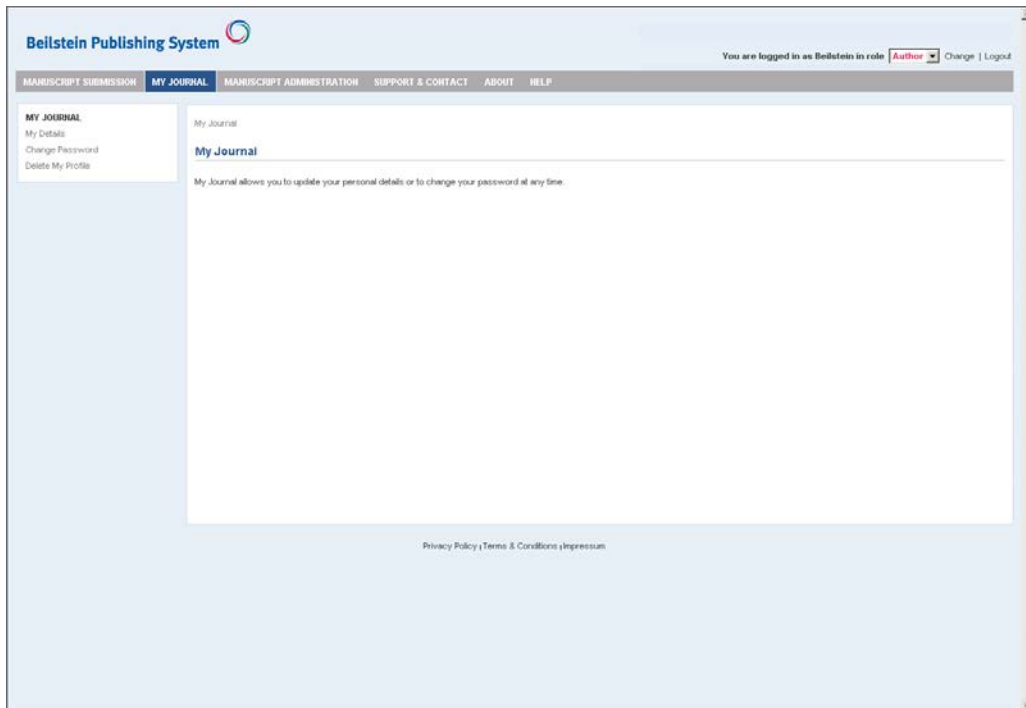 Beilstein Publishing System
You are logged in as Beilstein in role Author Change | Logout
MANUSCRIPT SUBMISSION MY JOURNAL MANUSCRIPT ADMINISTRATION SUPPORT & CONTACT ABOUT HELP
MY JOURNAL
My Details
Change Password
Delete My Profile
My Journal
My Journal
My Journal allows you to update your personal details or to change your password at any time.
Privacy Policy | Terms & Conditions | Impressum